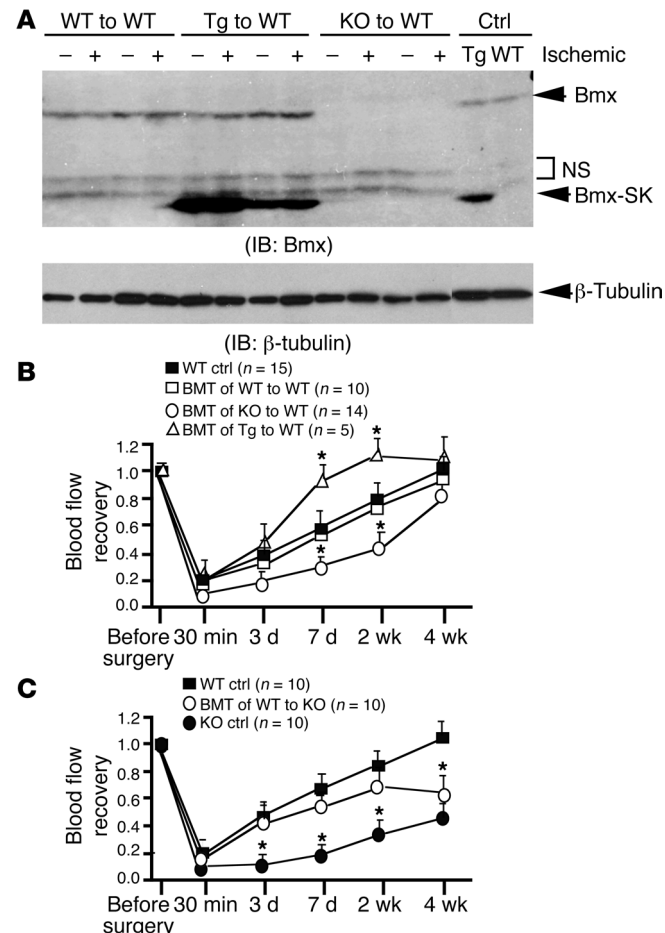 A
WT to WT Tg to WT KO to WT Ctrl
– + – + – + – + – + – + Tg WT Ischemic
Bmx
NS
Bmx-SK
(IB: Bmx)
β-Tubulin
(IB: β-tubulin)
B
WT ctrl (n = 15)
BMT of WT to WT (n = 10)
BMT of KO to WT (n = 14)
BMT of Tg to WT (n = 5)
Blood flow
recovery
1.2
1.0
0.8
0.6
0.4
0.2
0.0
* *
* *
Before 30 min 3 d 7 d 2 wk 4 wk
surgery
C
WT ctrl (n = 10)
BMT of WT to KO (n = 10)
KO ctrl (n = 10)
Blood flow
recovery
1.2
1.0
0.8
0.6
0.4
0.2
0.0
* * * *
Before 30 min 3 d 7 d 2 wk 4 wk
surgery